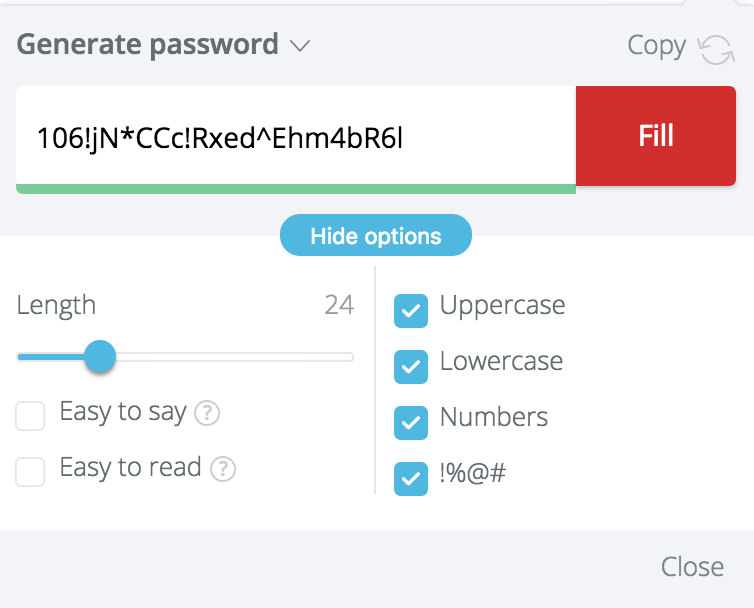 Generate password
Copy
106!jN*CCc!Rxed^Ehm4bR6l
Fill
Hide options
Length 24
Easy to say ?
Easy to read ?
Uppercase
Lowercase
Numbers
!%@#
Close